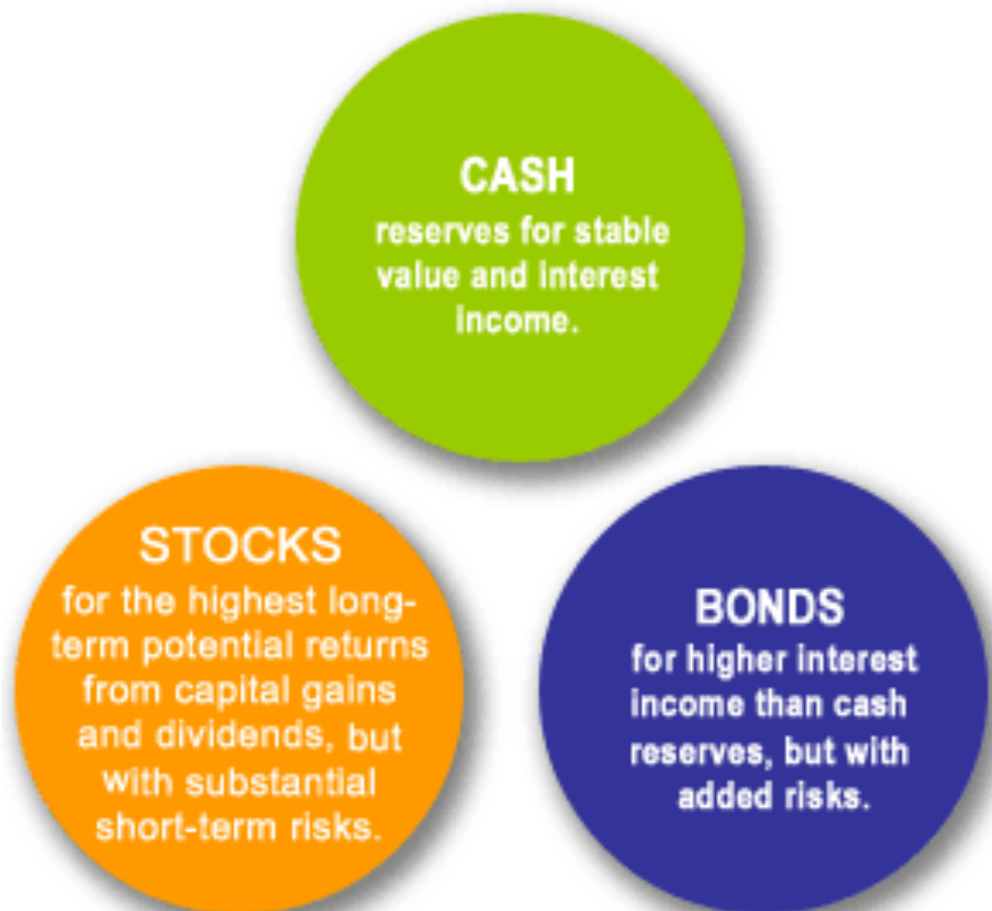 CASH
reserves for stable
value and interest
income.
STOCKS
for the highest long-
term potential returns
from capital gains
and dividends, but
with substantial
short-term risks.
BONDS
for higher interest
income than cash
reserves, but with
added risks.